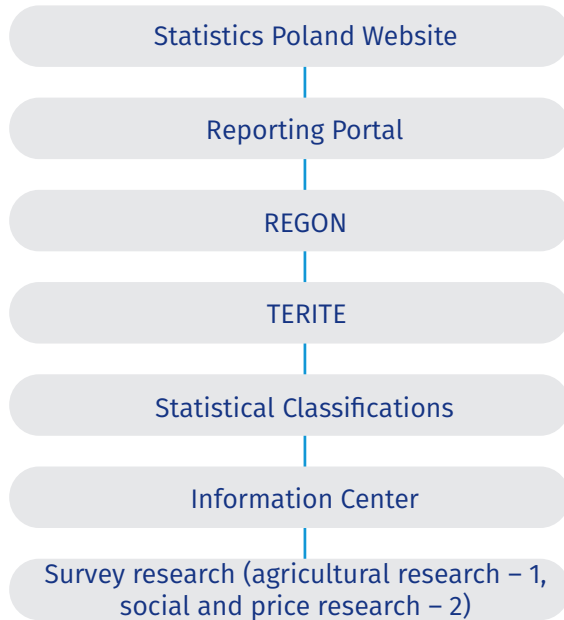 Statistics Poland Website
Reporting Portal
REGON
TERITE
Statistical Classifications
Information Center
Survey research (agricultural research – 1,
social and price research – 2)